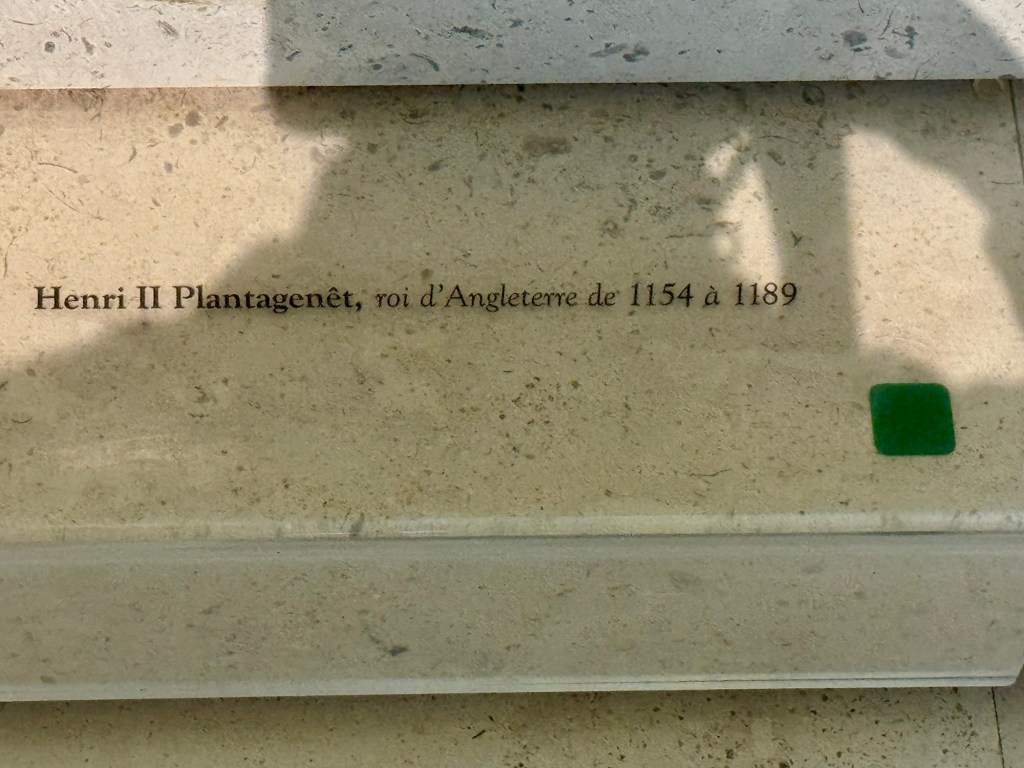 Henri II Plantagenêt, roi d'Angleterre de 1154 à 1189